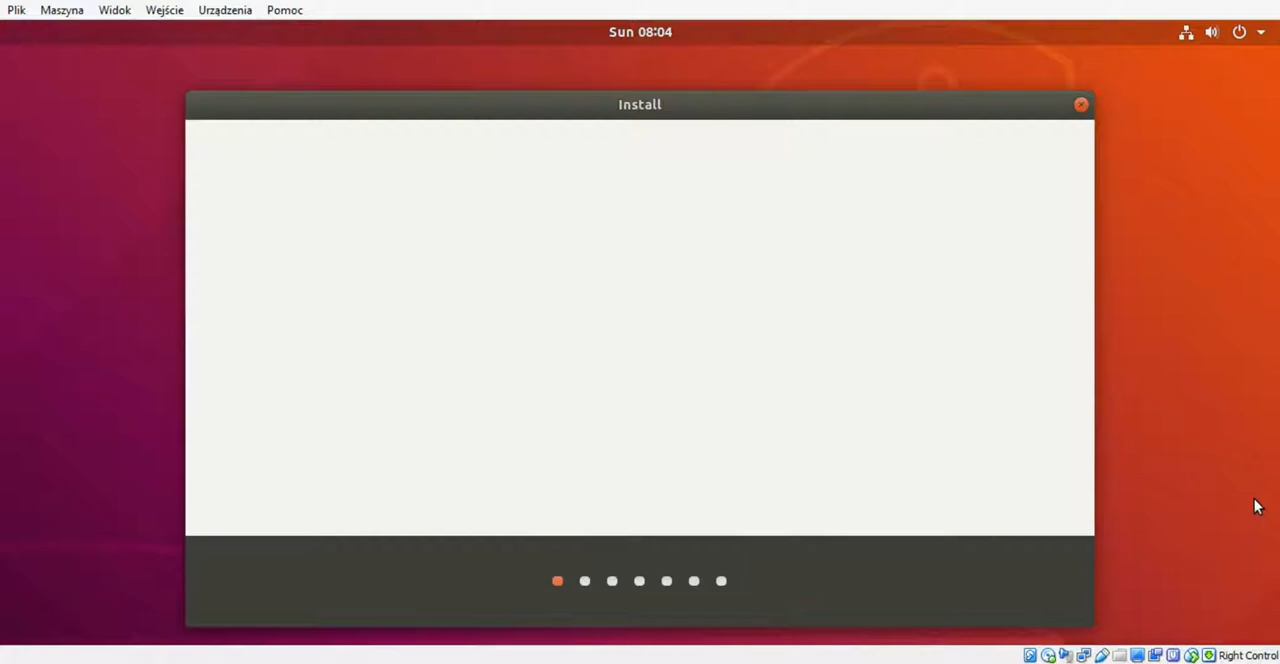 Plik Maszyna Widok Wejście Urządzenia Pomoc
Sun 08:04
Install
Right Control